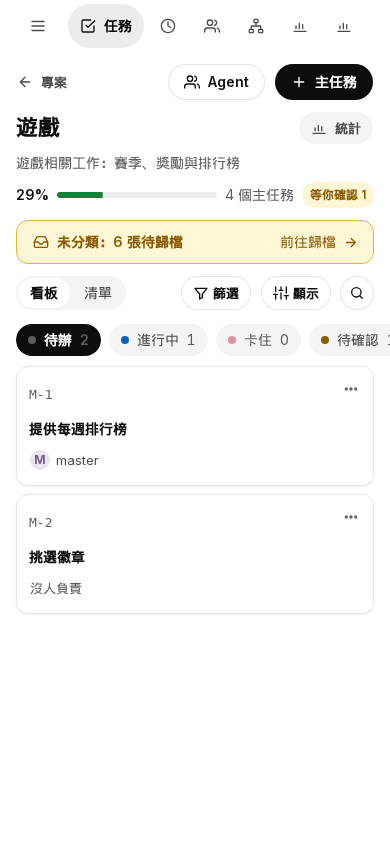 任務
專案
Agent
主任務
遊戲
統計
遊戲相關工作: 賽季、獎勵與排行榜
29%
4 個主任務
等你確認 1
未分類: 6 張待歸檔
前往歸檔
看板
清單
篩選
顯示
待辦 2
進行中 1
卡住 0
待確認 1
M-1
提供每週排行榜
M master
M-2
挑選徽章
沒人負責